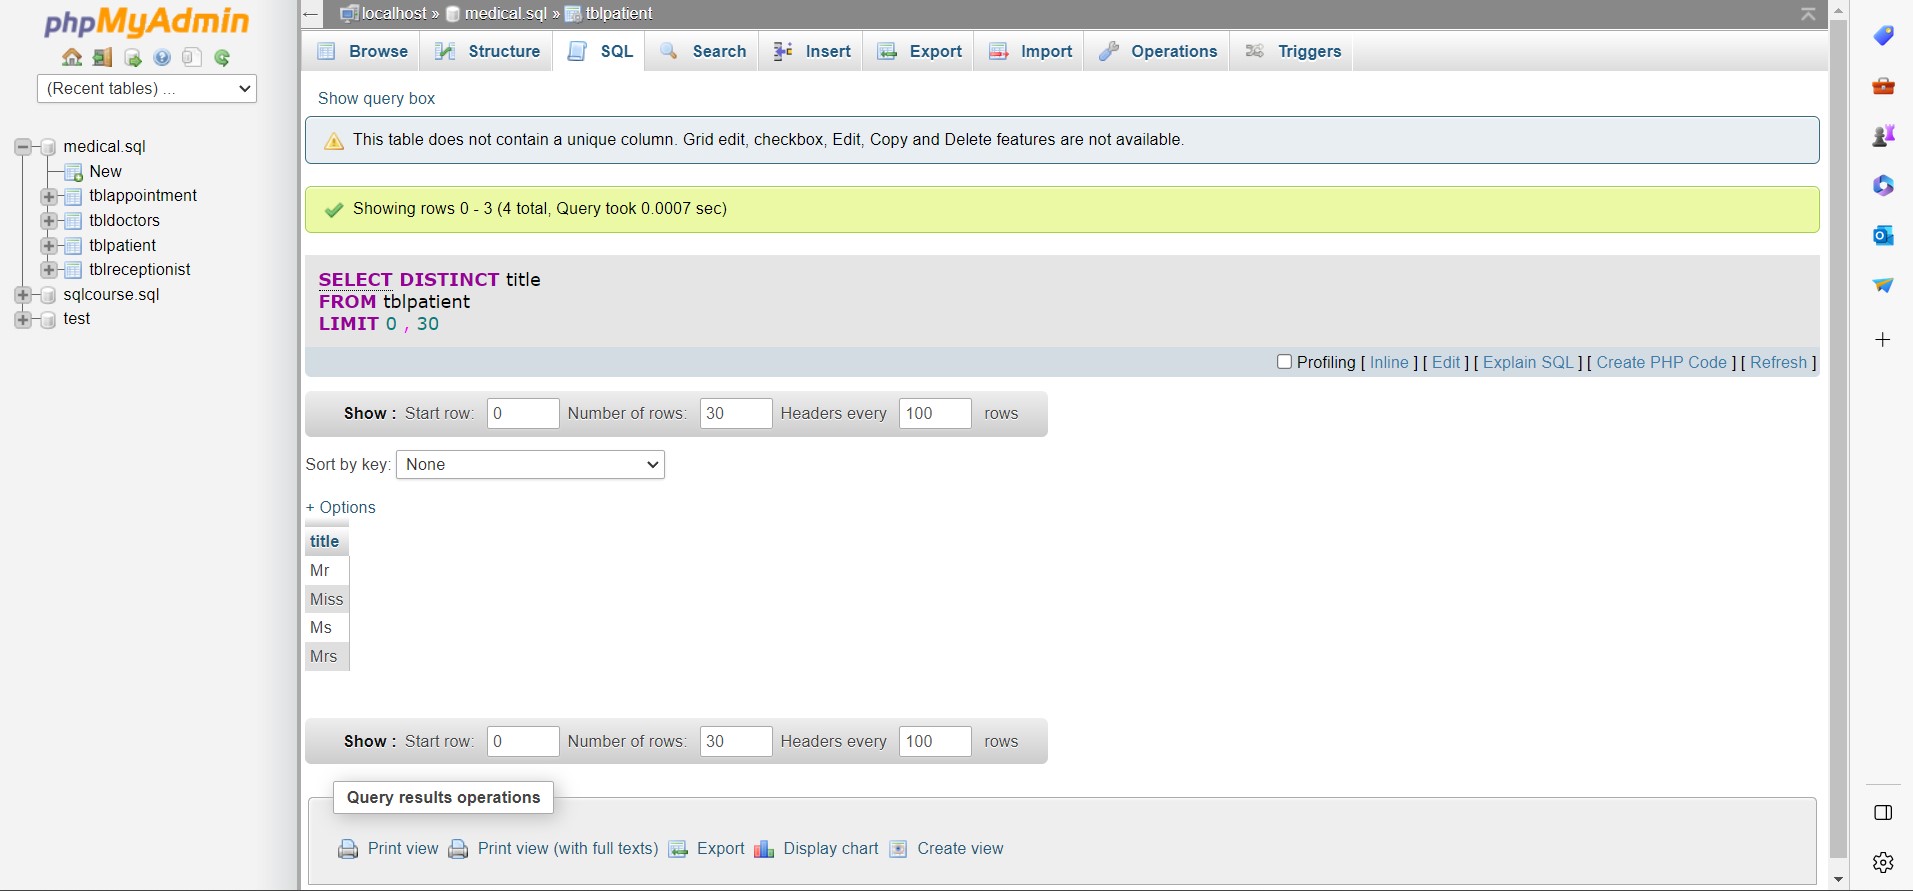 phpMyAdmin
(Recent tables) ...
medical.sql
New
tblappointment
tbldoctors
tblpatient
tblreceptionist
sqlcourse.sql
test
localhost » medical.sql » tblpatient
Browse Structure SQL Search Insert Export Import Operations Triggers
Show query box
This table does not contain a unique column. Grid edit, checkbox, Edit, Copy and Delete features are not available.
Showing rows 0 - 3 (4 total, Query took 0.0007 sec)
SELECT DISTINCT title
FROM tblpatient
LIMIT 0 , 30
Profiling [ Inline ] [ Edit ] [ Explain SQL ] [ Create PHP Code ] [ Refresh ]
Show : Start row: 0 Number of rows: 30 Headers every 100 rows
Sort by key: None
+ Options
title
Mr
Miss
Ms
Mrs
Show : Start row: 0 Number of rows: 30 Headers every 100 rows
Query results operations
Print view Print view (with full texts) Export Display chart Create view